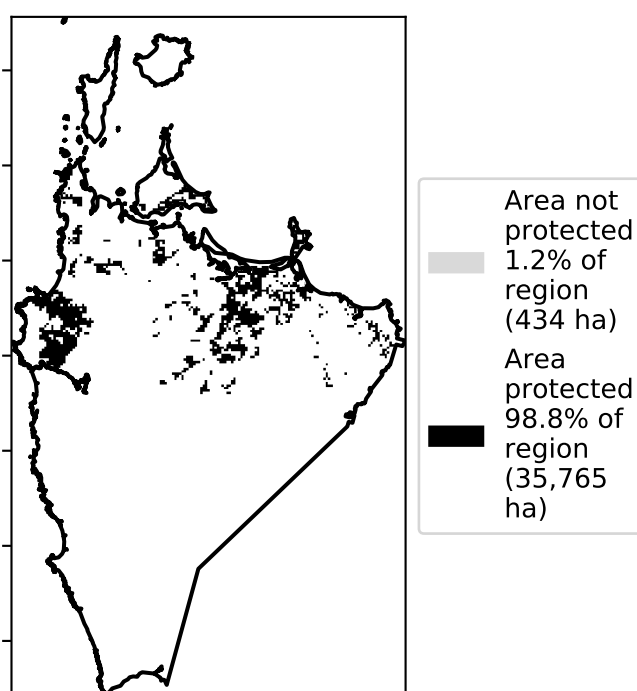 Area not
protected
1.2% of
region
(434 ha)
Area
protected
98.8% of
region
(35,765
ha)